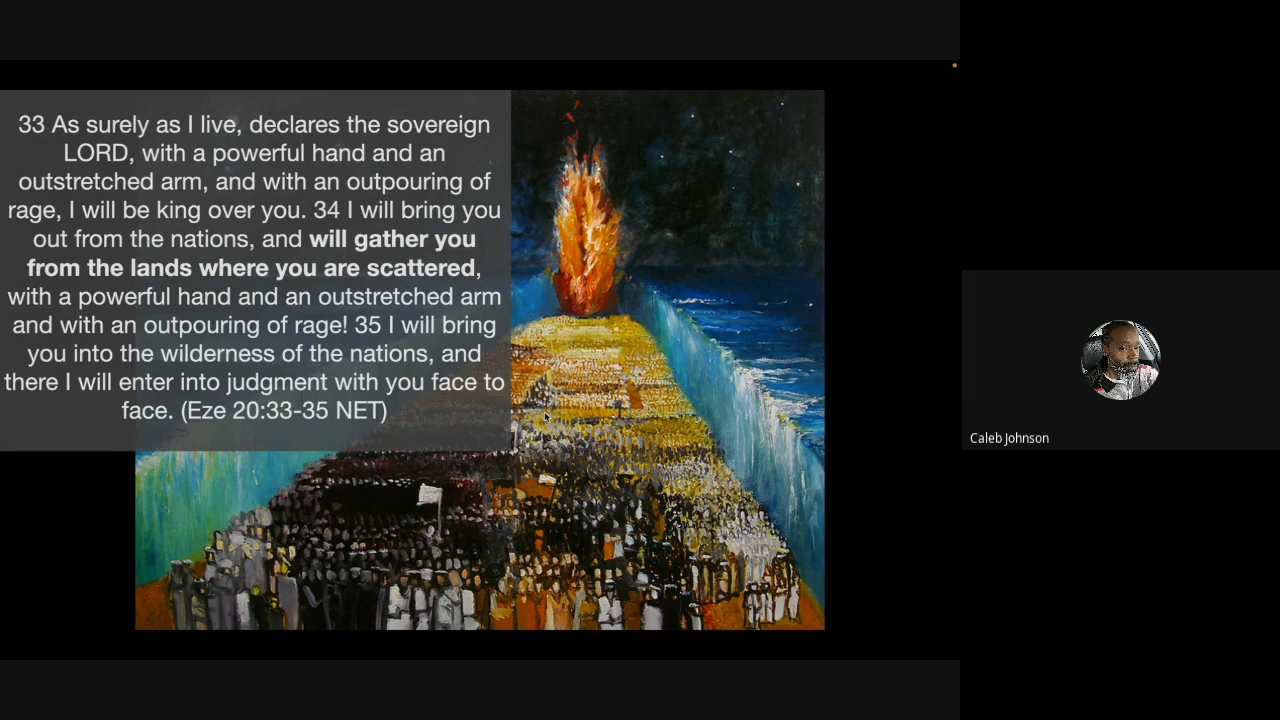 33 As surely as I live, declares the sovereign
LORD, with a powerful hand and an
outstretched arm, and with an outpouring of
rage, I will be king over you. 34 I will bring you
out from the nations, and will gather you
from the lands where you are scattered,
with a powerful hand and an outstretched arm
and with an outpouring of rage! 35 I will bring
you into the wilderness of the nations, and
there I will enter into judgment with you face to
face. (Eze 20:33-35 NET)
Caleb Johnson